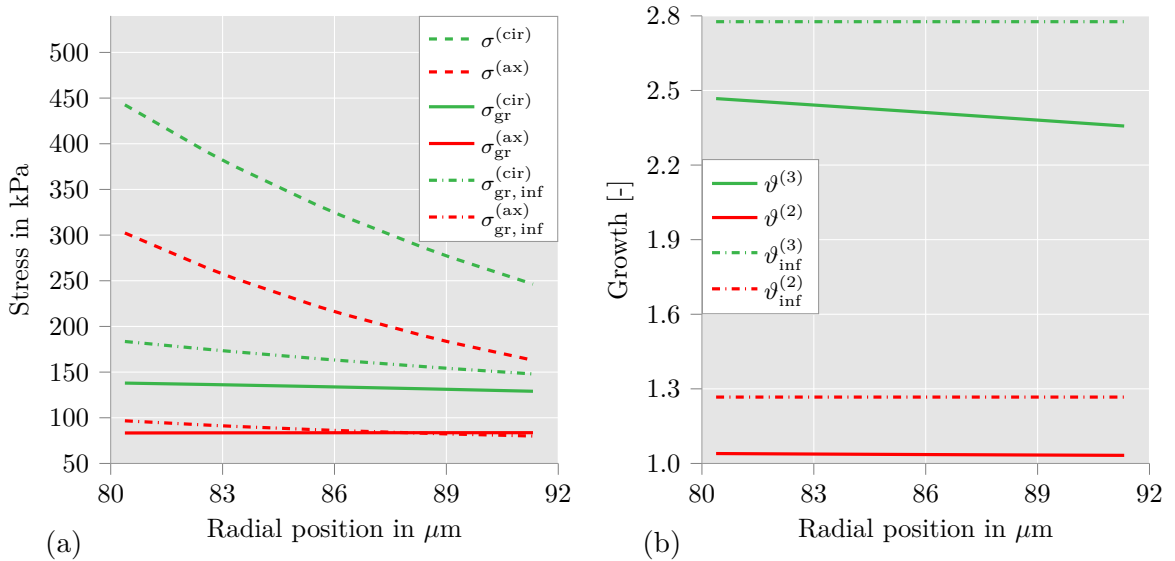 500
450
400
350
300
250
200
150
100
50
80
83
86
89
92
Stress in kPa
Radial position in μm
(a)
σ^(cir)
σ^(ax)
σ_gr^(cir)
σ_gr^(ax)
σ_gr, inf^(cir)
σ_gr, inf^(ax)
2.8
2.5
2.2
1.9
1.6
1.3
1.0
80
83
86
89
92
Growth [-]
Radial position in μm
(b)
ϑ^(3)
ϑ^(2)
ϑ_inf^(3)
ϑ_inf^(2)